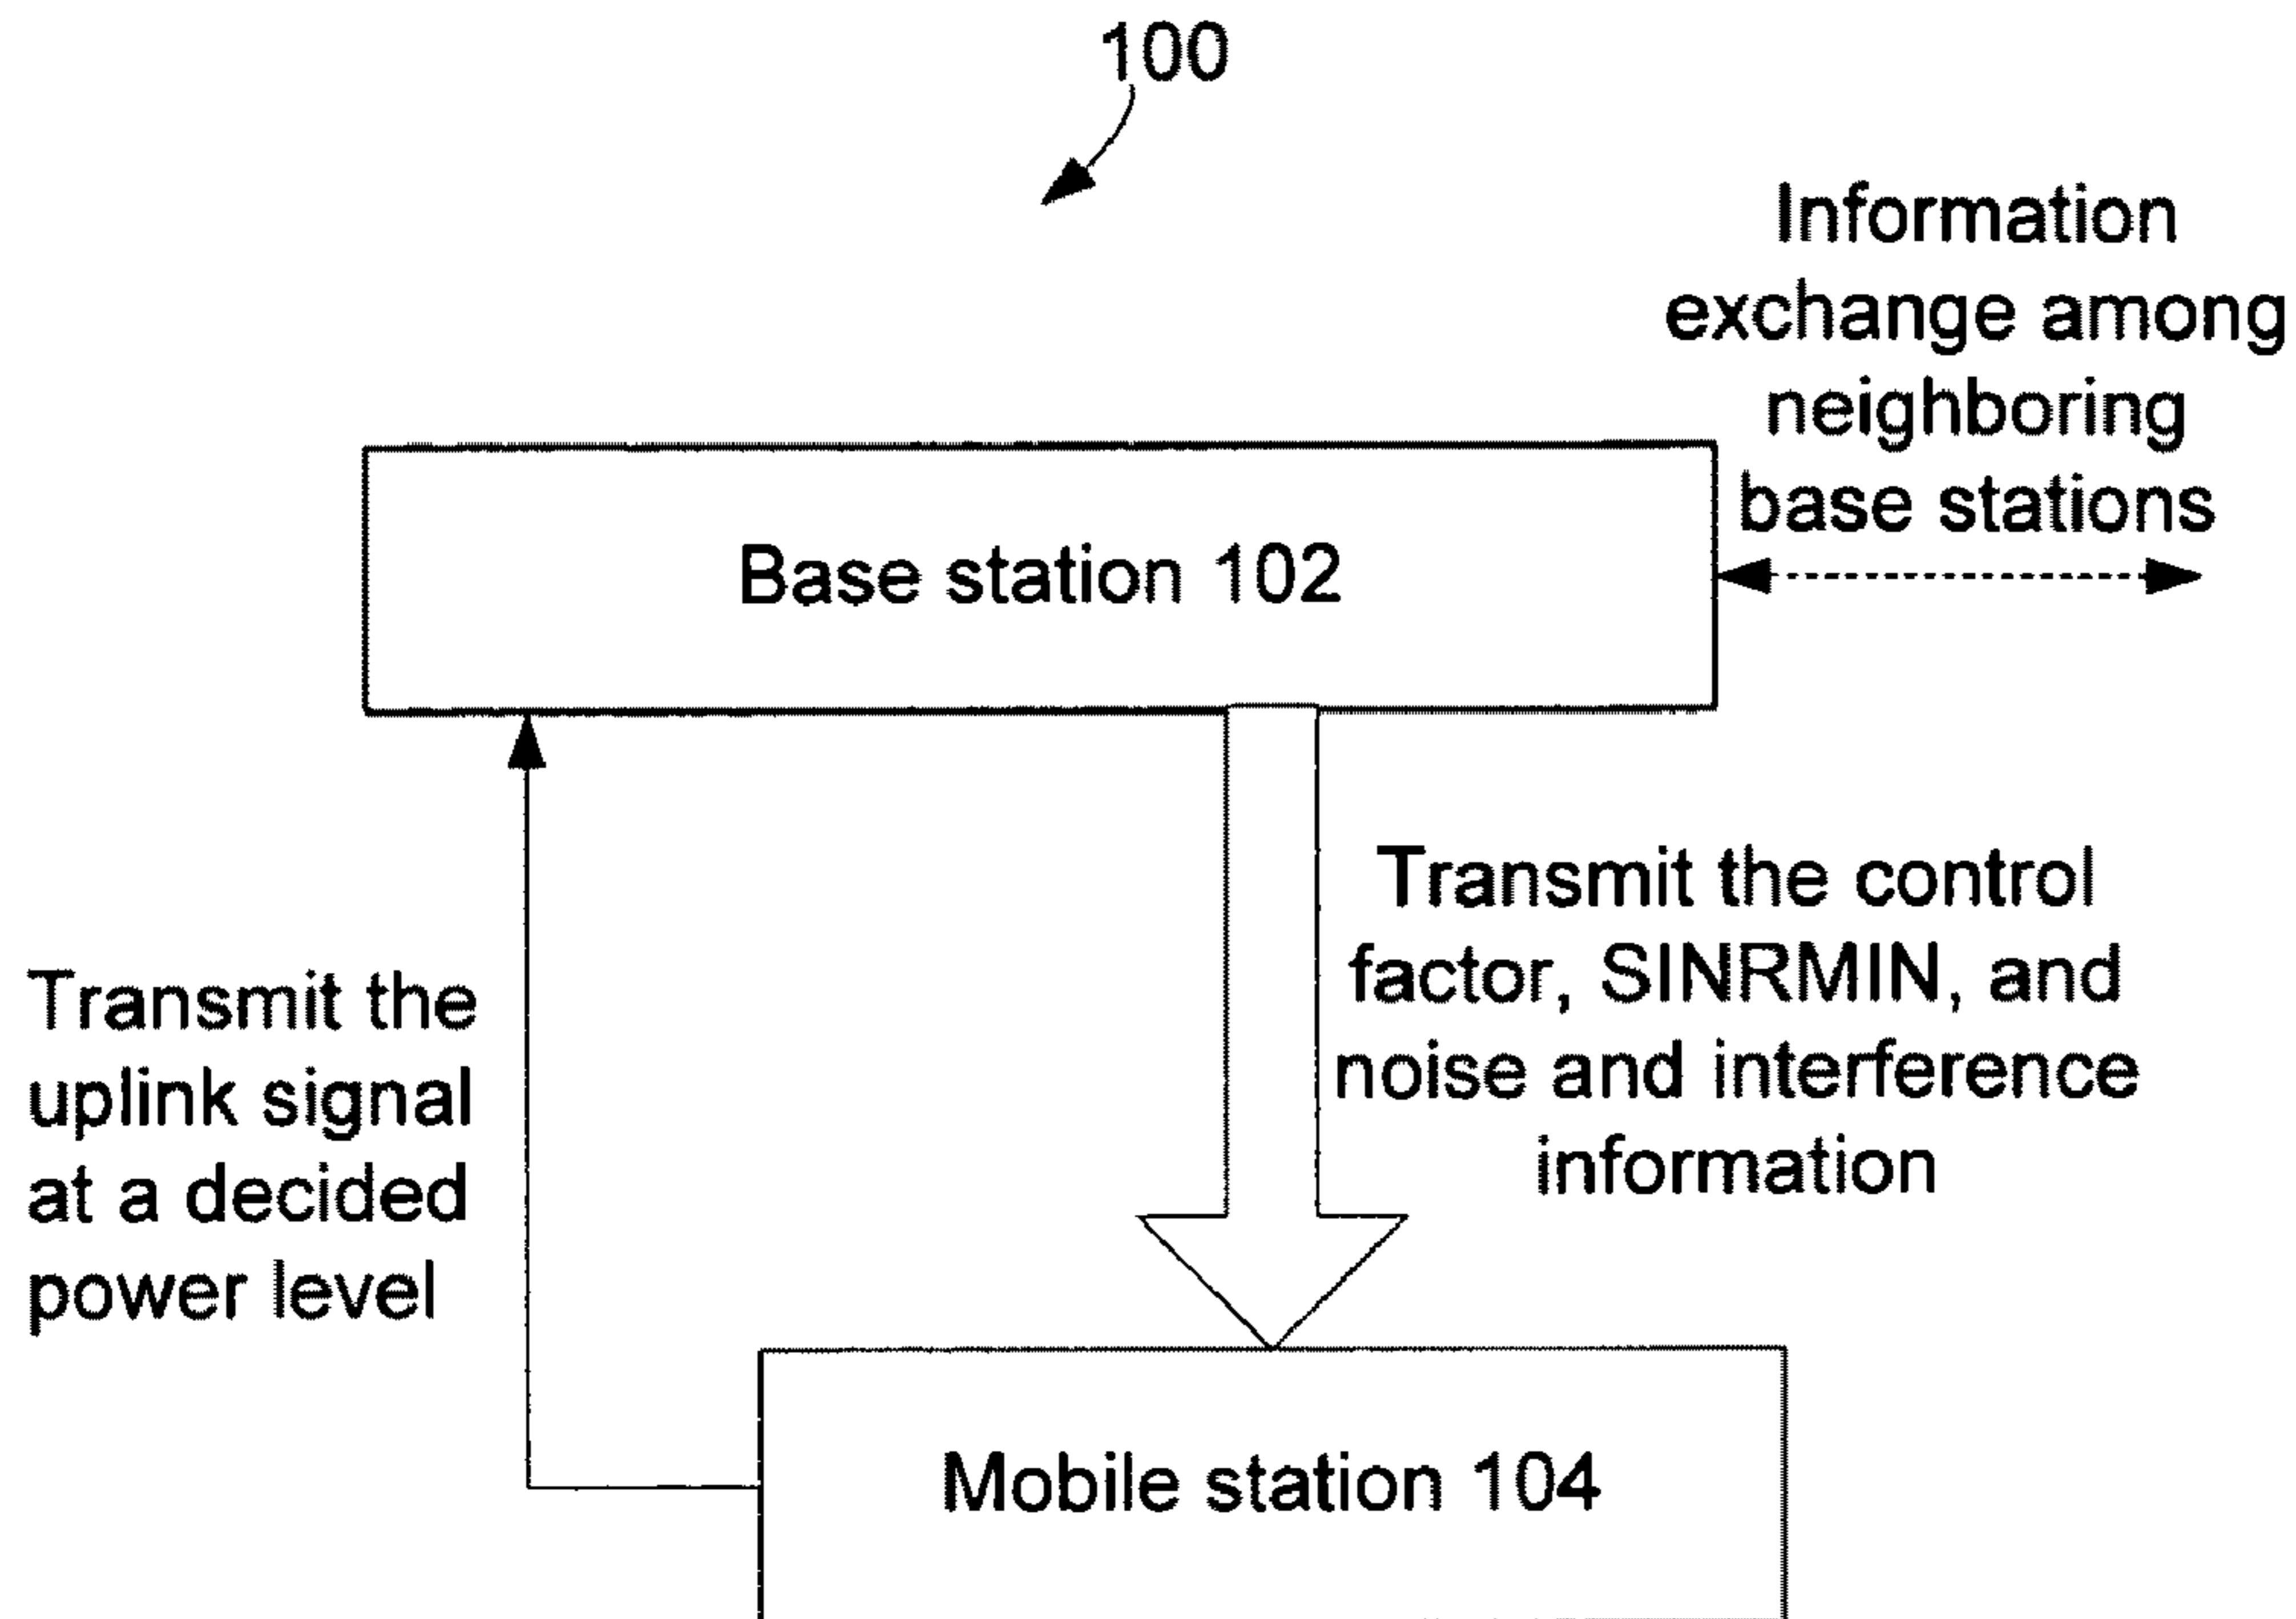 100
Information
exchange among
neighboring
base stations
Base station 102
Transmit the control
factor, SINRMIN, and
noise and interference
information
Transmit the
uplink signal
at a decided
power level
Mobile station 104